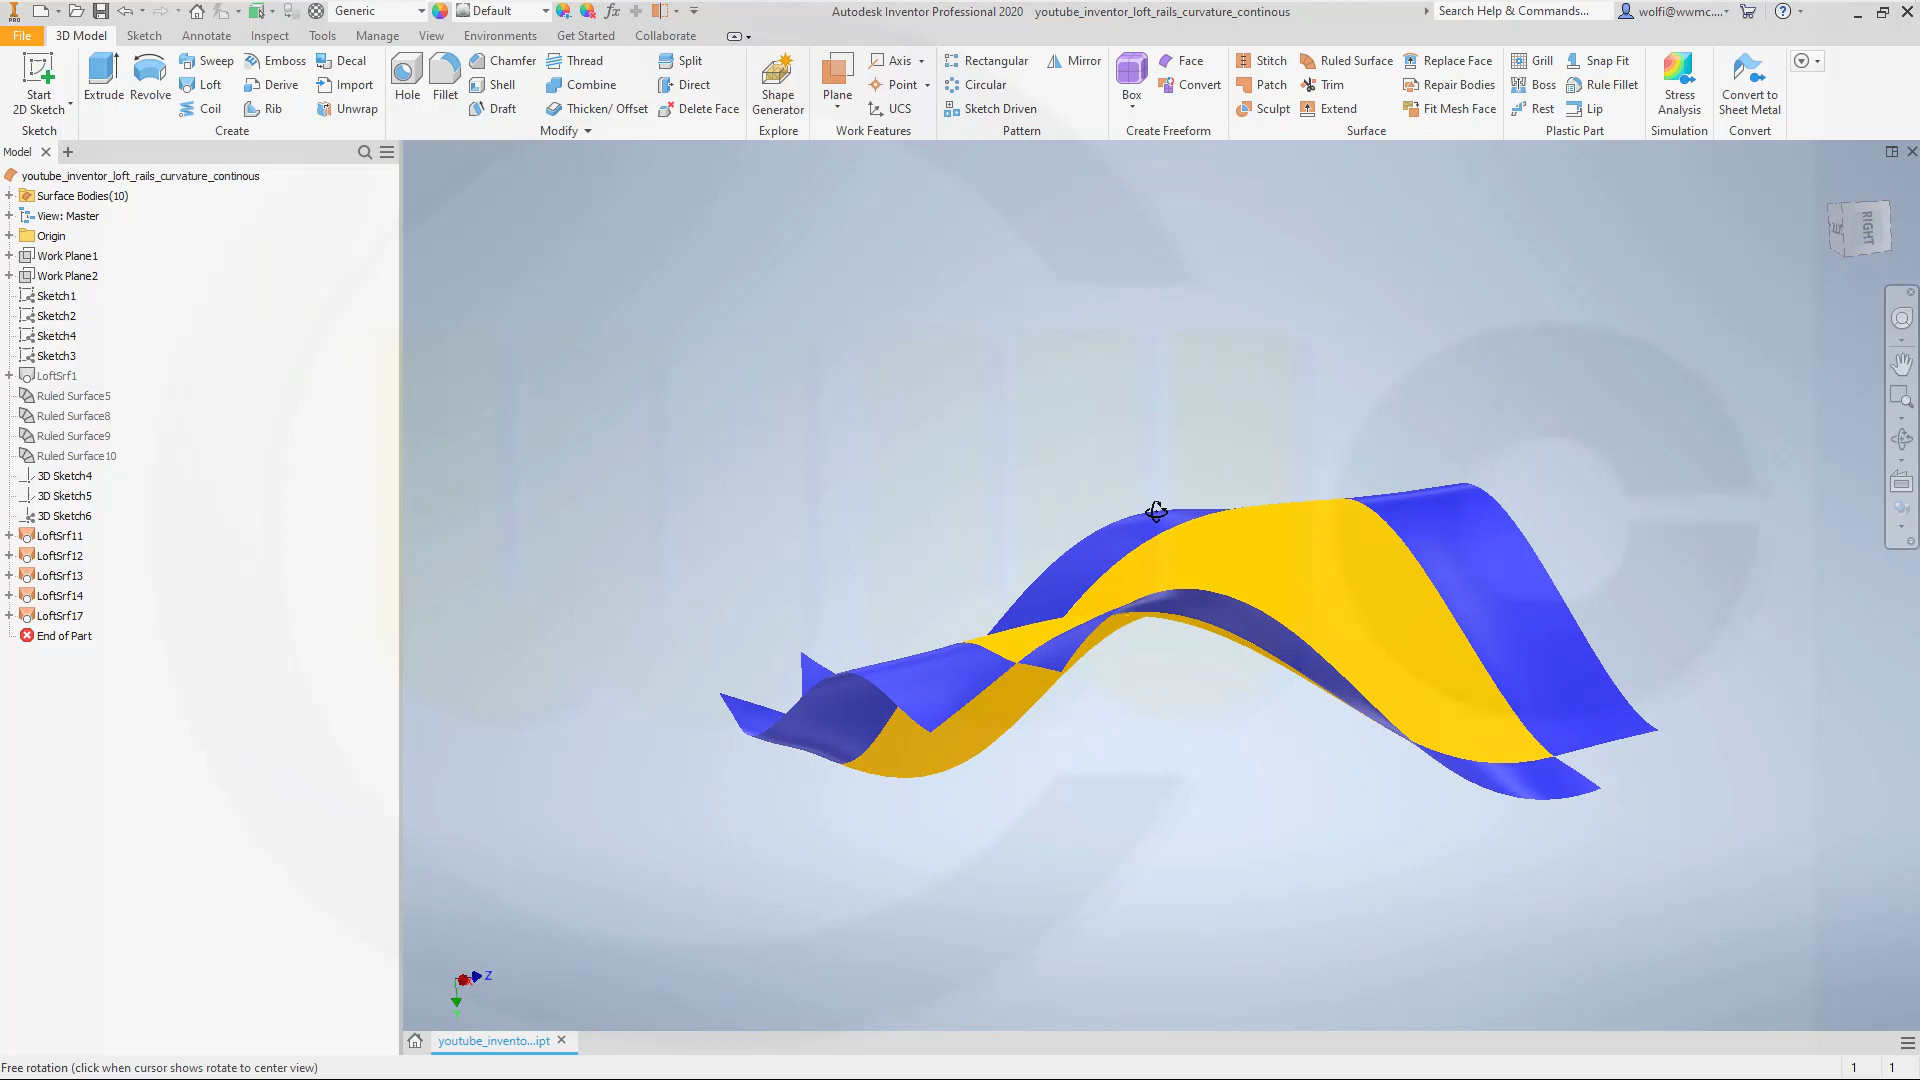 Generic Default Autodesk Inventor Professional 2020 youtube_inventor_loft_rails_curvature_continous Search Help & Commands... wolfi@wwmc....
File 3D Model Sketch Annotate Inspect Tools Manage View Environments Get Started Collaborate
Sweep Emboss Decal Chamfer Thread Split Axis Rectangular Mirror Face Stitch Ruled Surface Replace Face Grill Snap Fit
Start 2D Sketch Extrude Revolve Loft Derive Import Hole Fillet Shell Combine Direct Shape Generator Plane Point Circular Box Convert Patch Trim Repair Bodies Boss Rule Fillet Stress Analysis Convert to Sheet Metal
Coil Rib Unwrap Draft Thicken/ Offset Delete Face UCS Sketch Driven Sculpt Extend Fit Mesh Face Rest Lip
Sketch Create Modify Explore Work Features Pattern Create Freeform Surface Plastic Part Simulation Convert
Model
youtube_inventor_loft_rails_curvature_continous
Surface Bodies(10)
View: Master
Origin
Work Plane1
Work Plane2
Sketch1
Sketch2
Sketch4
Sketch3
LoftSrf1
Ruled Surface5
Ruled Surface8
Ruled Surface9
Ruled Surface10
3D Sketch4
3D Sketch5
3D Sketch6
LoftSrf11
LoftSrf12
LoftSrf13
LoftSrf14
LoftSrf17
End of Part
RIGHT
Z
Y
youtube_invento...ipt
Free rotation (click when cursor shows rotate to center view) 1 1